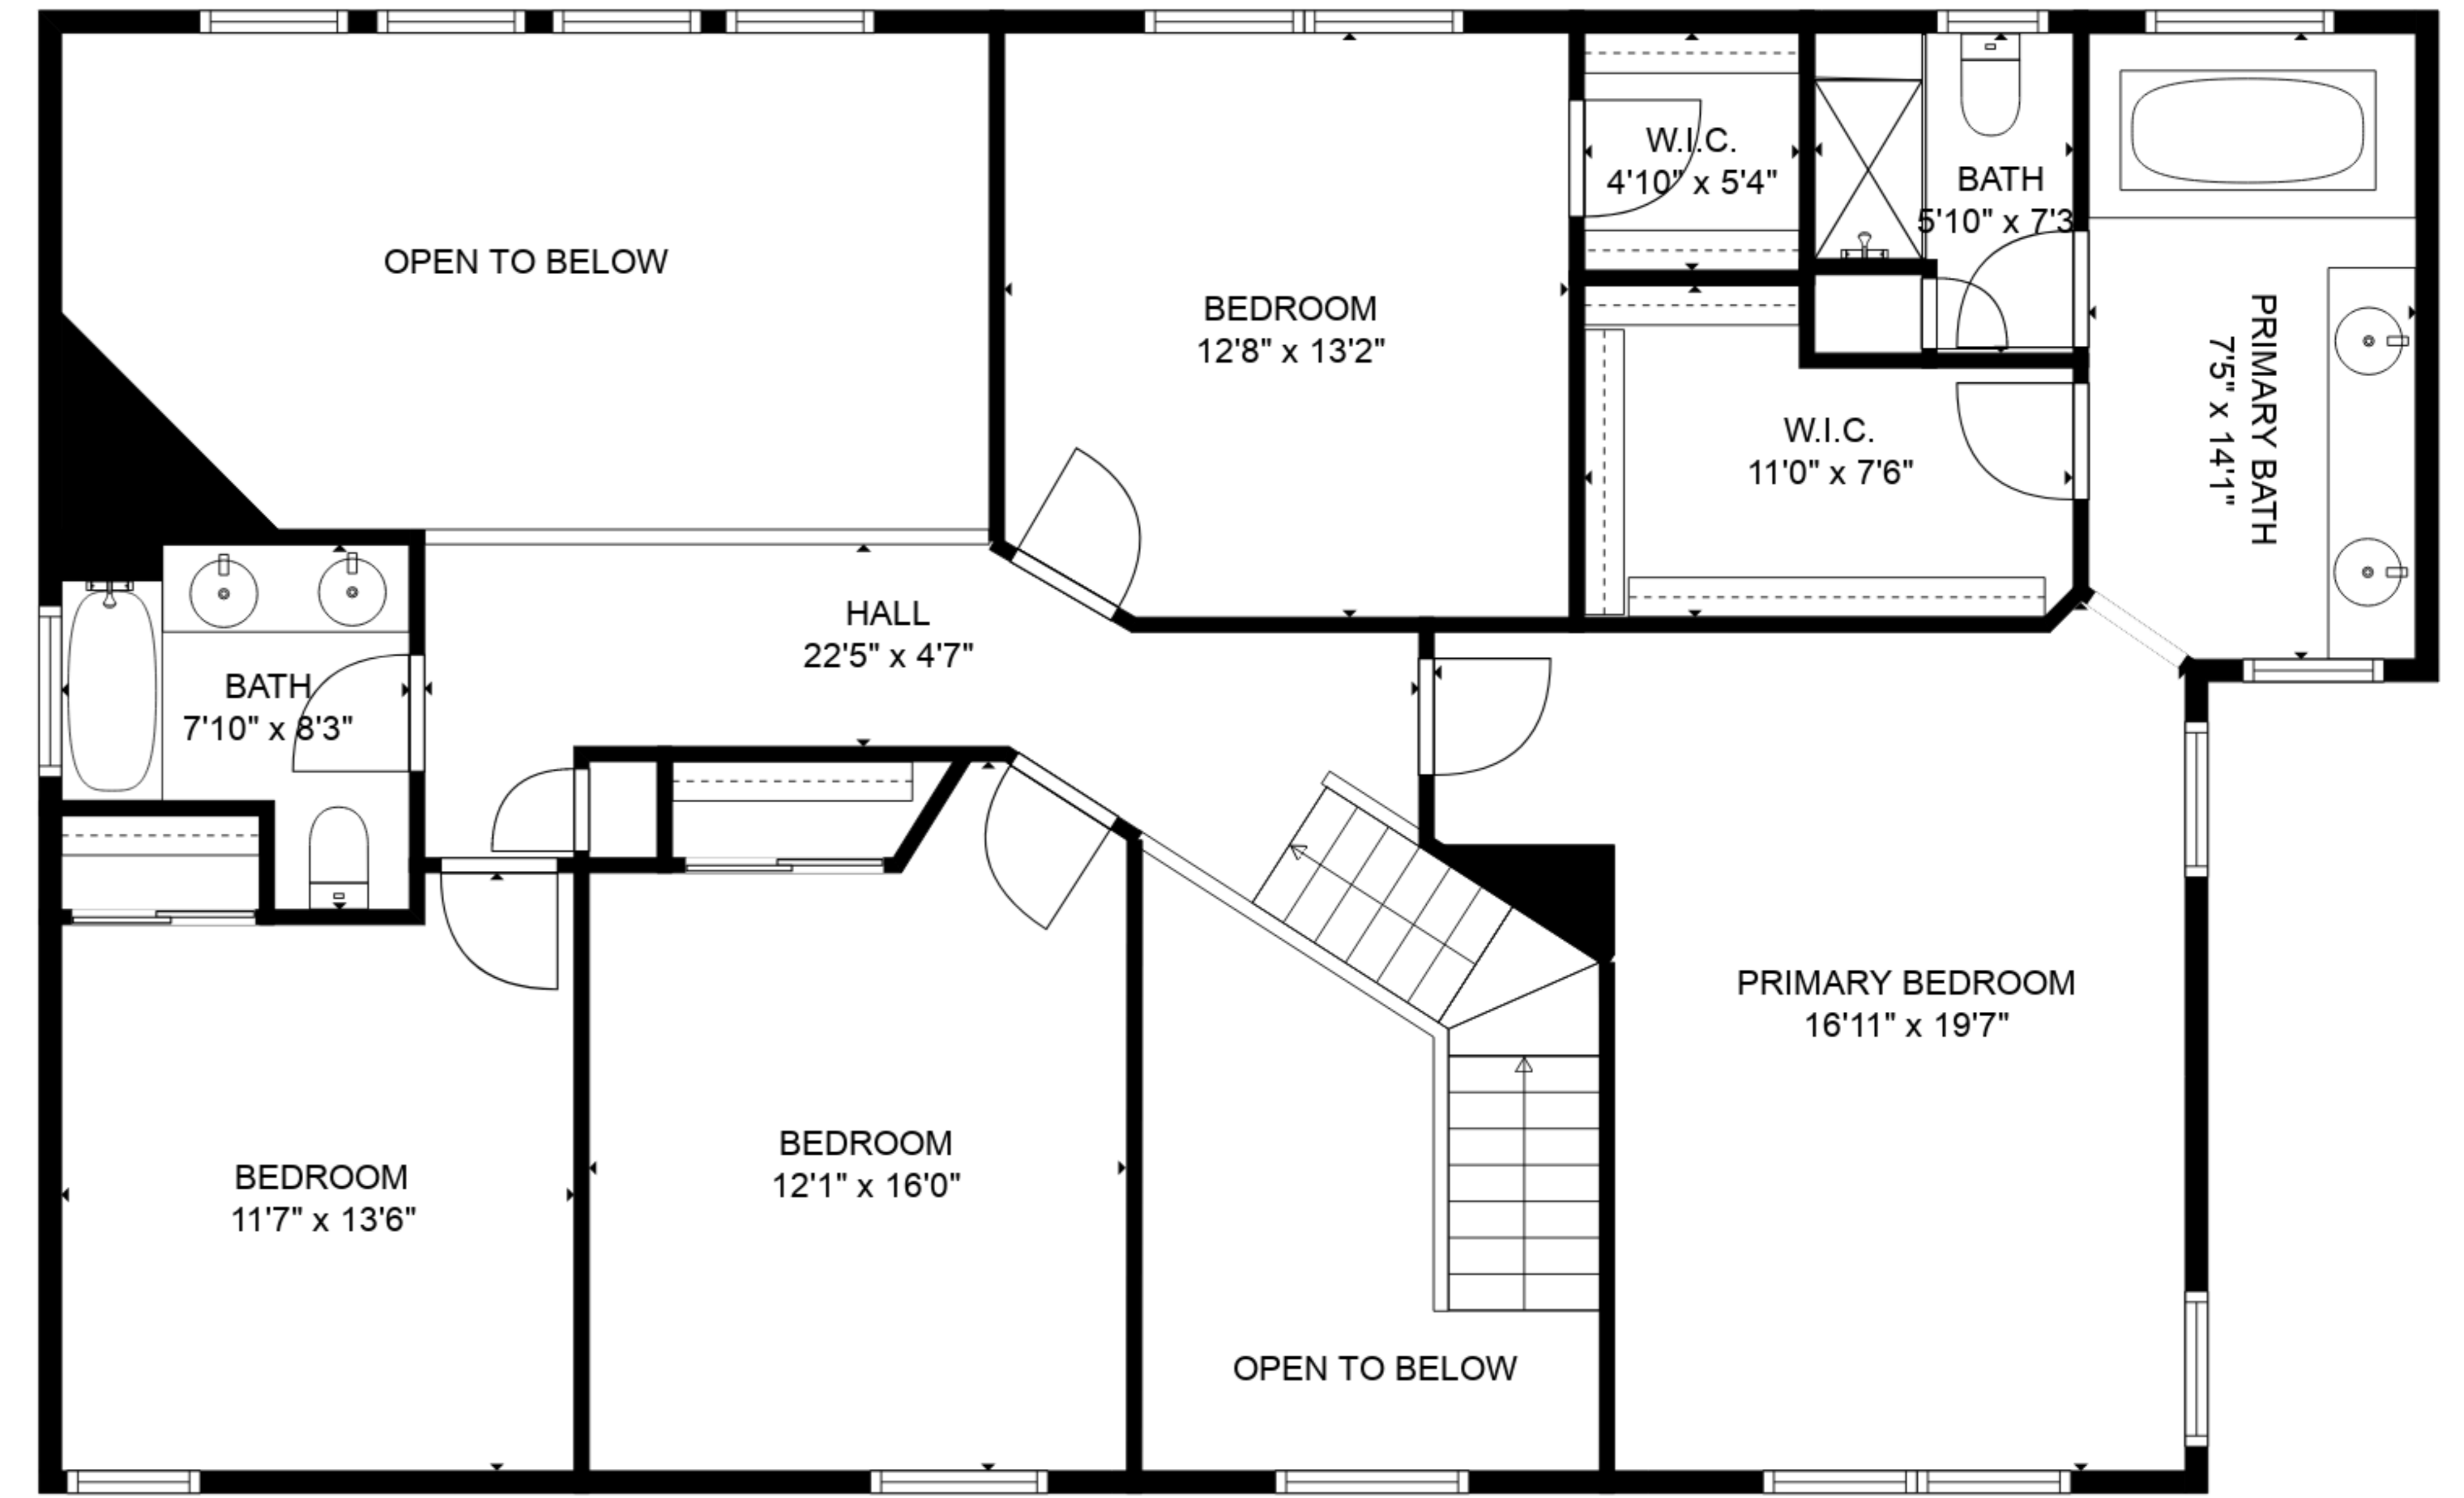 OPEN TO BELOW
BEDROOM
12'8" x 13'2"
W.I.C.
4'10" x 5'4"
BATH
5'10" x 7'3
PRIMARY BATH
7'5" x 14'1"
W.I.C.
11'0" x 7'6"
HALL
22'5" x 4'7"
BATH
7'10" x 8'3"
PRIMARY BEDROOM
16'11" x 19'7"
BEDROOM
12'1" x 16'0"
BEDROOM
11'7" x 13'6"
OPEN TO BELOW